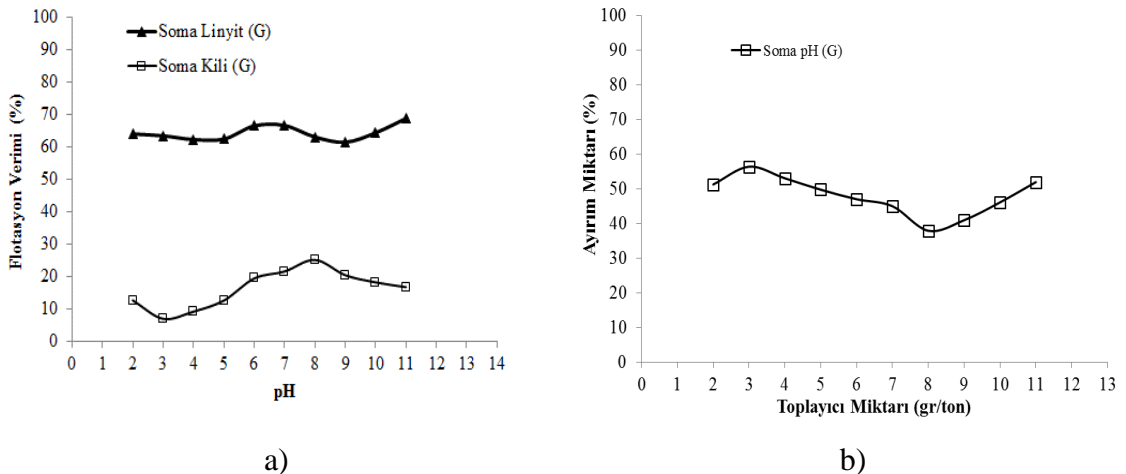 Soma Linyit (G)
Soma Kili (G)
Flotasyon Verimi (%)
100
90
80
70
60
50
40
30
20
10
0
0 1 2 3 4 5 6 7 8 9 10 11 12 13 14
pH
a)
Soma pH (G)
Ayırım Miktarı (%)
100
90
80
70
60
50
40
30
20
10
0
0 1 2 3 4 5 6 7 8 9 10 11 12 13
Toplayıcı Miktarı (gr/ton)
b)